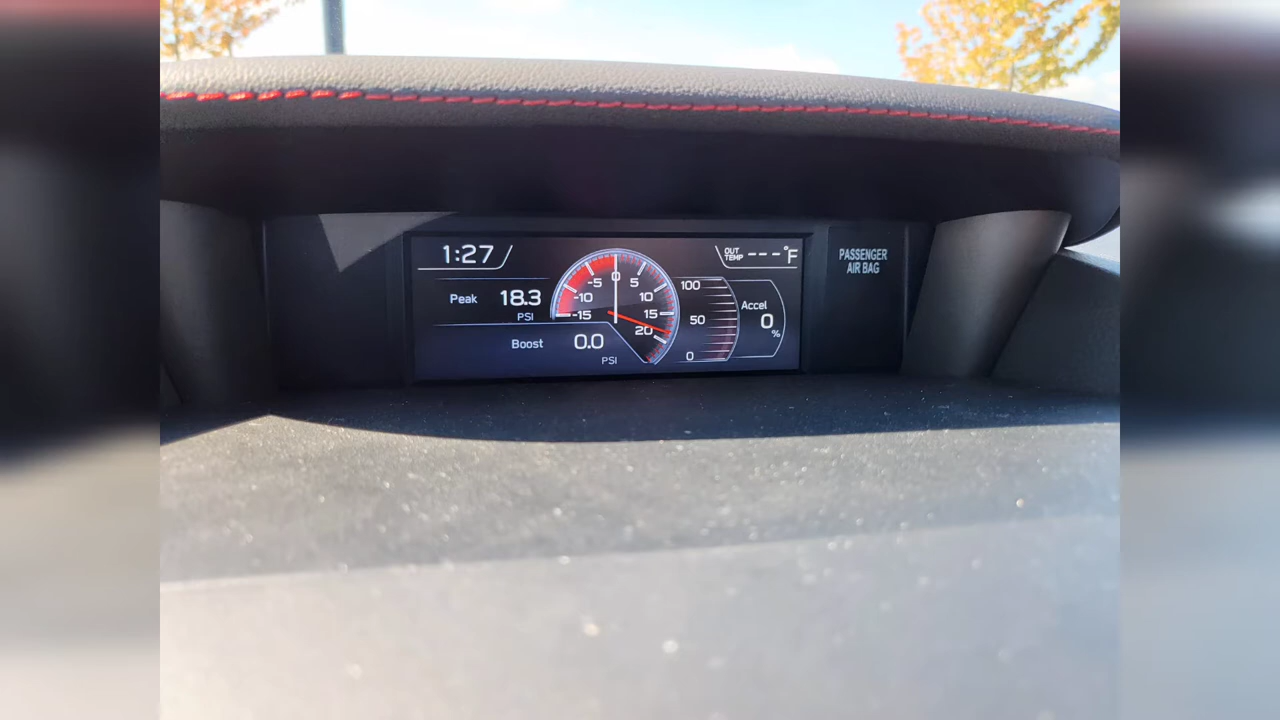 1:27
OUT
TEMP
---°F
PASSENGER
AIR BAG
Peak 18.3
PSI
Boost 0.0
PSI
-15
-10
-5
0
5
10
15
20
100
50
0
Accel
0
%